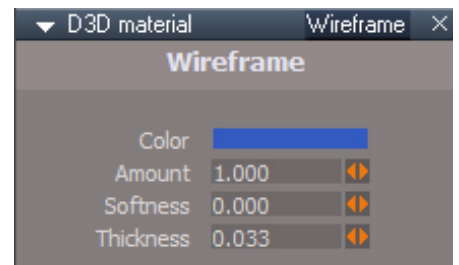 D3D material Wireframe
Wireframe
Color
Amount 1.000
Softness 0.000
Thickness 0.033